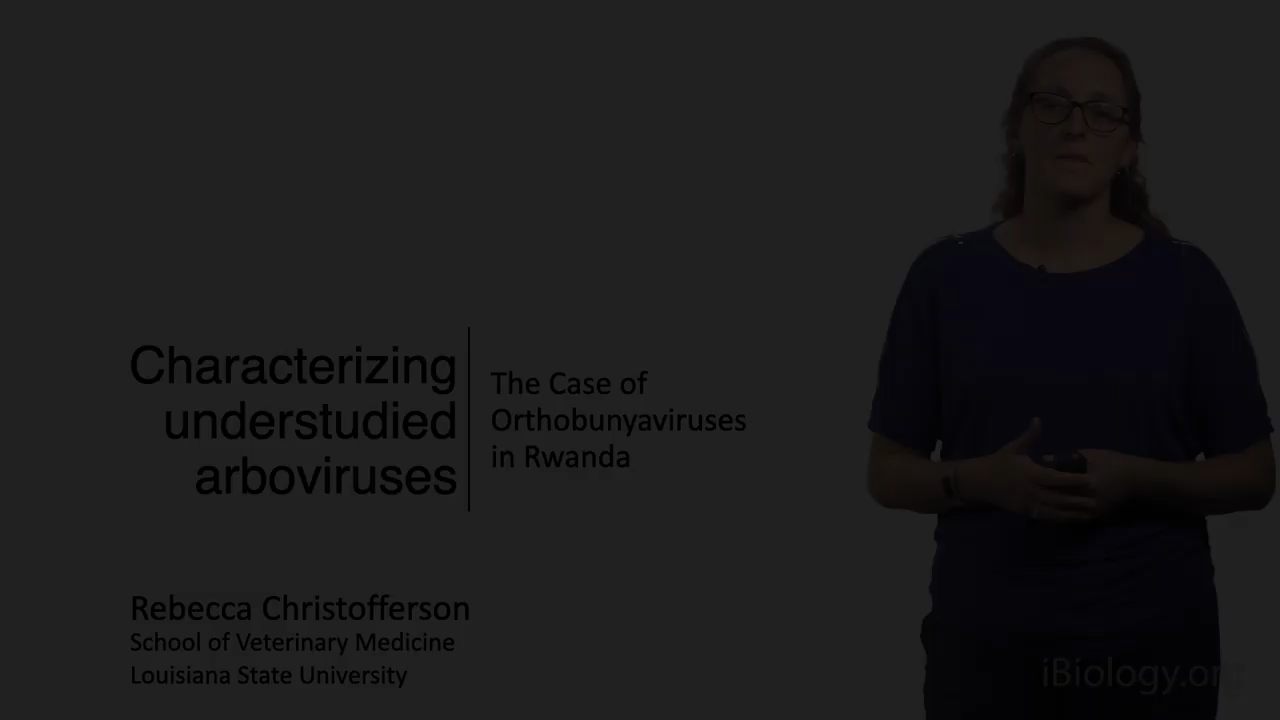 Characterizing
understudied
arboviruses
The Case of
Orthobunyaviruses
in Rwanda
Rebecca Christofferson
School of Veterinary Medicine
Louisiana State University
iBiology.org